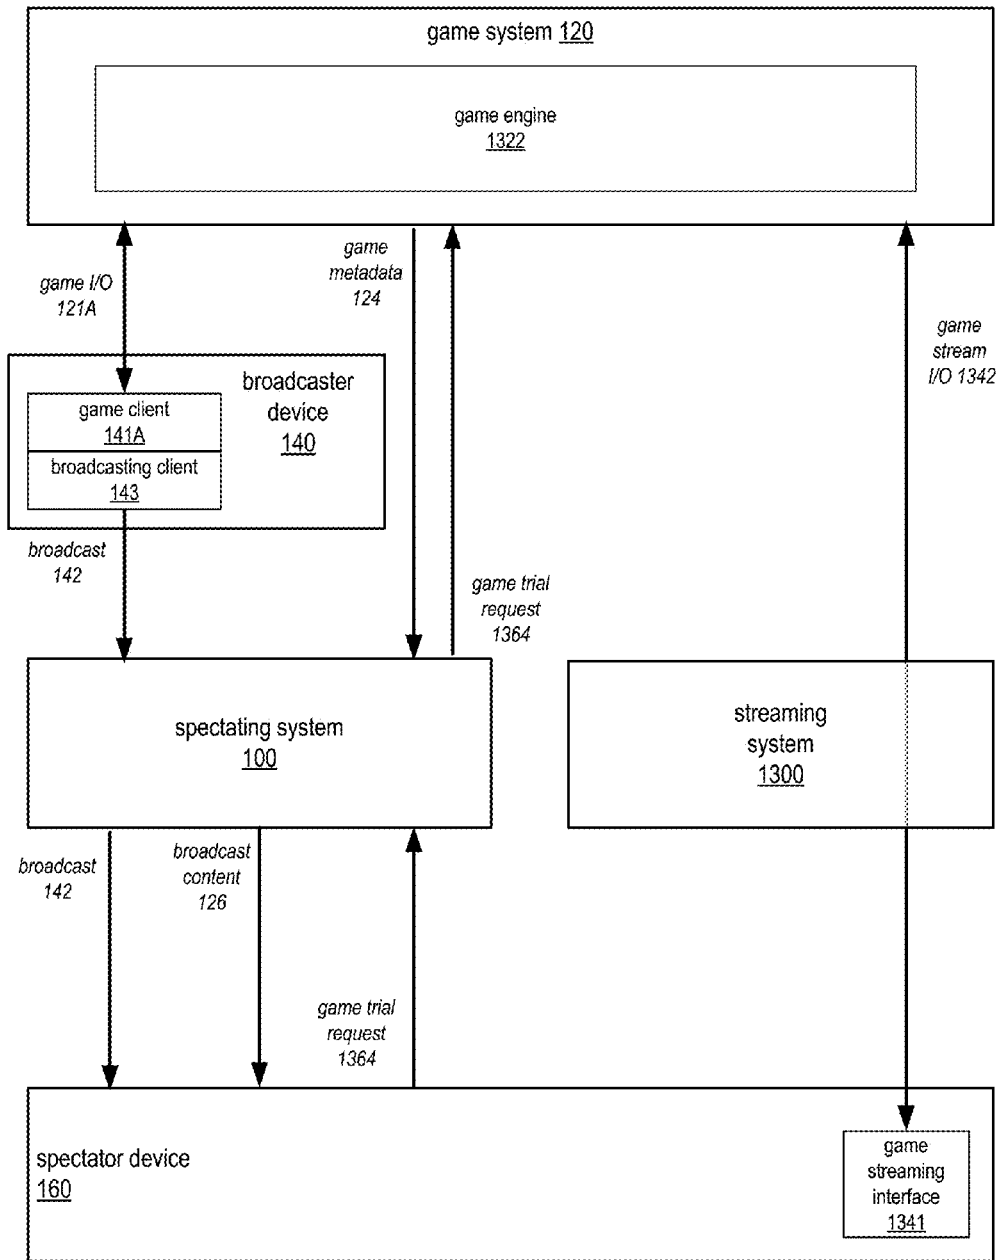 game system 120
game engine
1322
game I/O
121A
game
metadata
124
game
stream
I/O 1342
broadcaster
device
140
game client
141A
broadcasting client
143
broadcast
142
game trial
request
1364
spectating system
100
streaming
system
1300
broadcast
142
broadcast
content
126
game trial
request
1364
spectator device
160
game
streaming
interface
1341